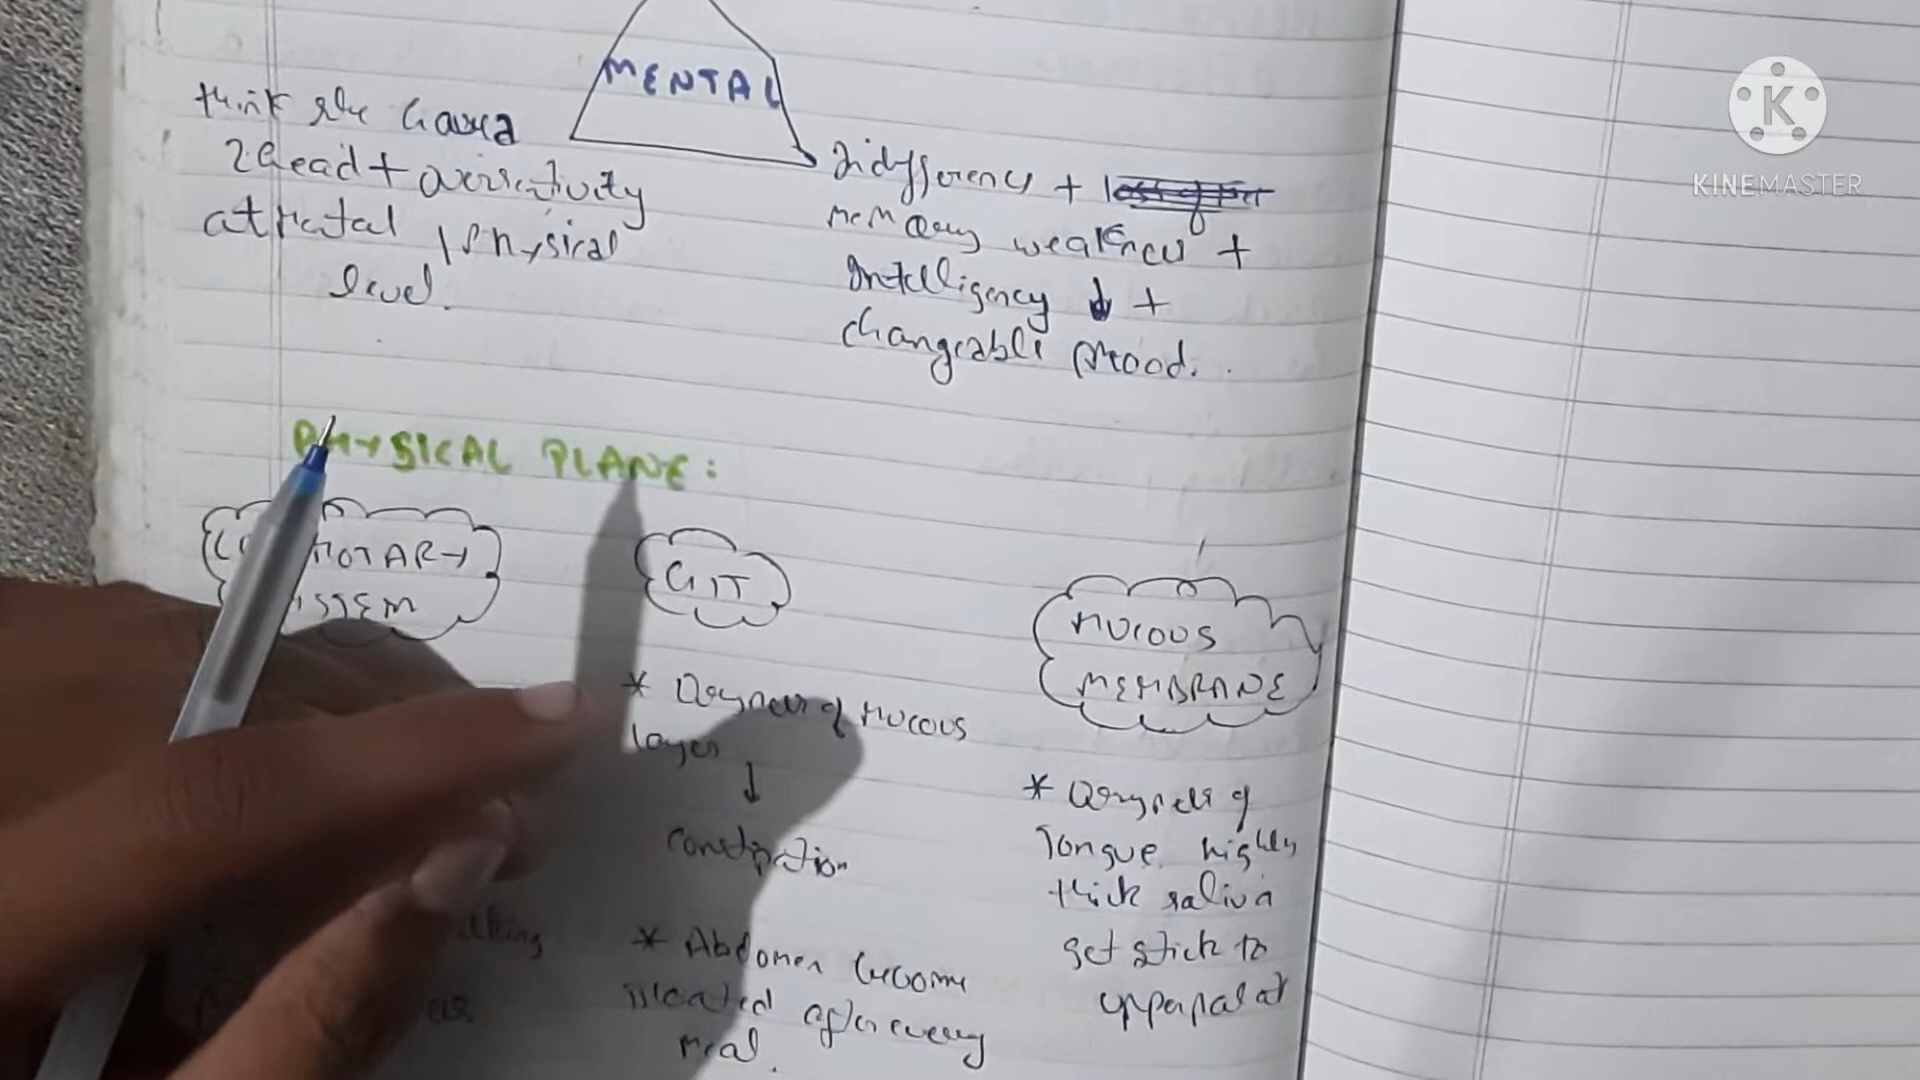 MENTAL
think she
2head + oversensitivity
at mental / Physical
level.
Indifferency +
memory weakness +
Intelligency ↓ +
changeable mood.
PHYSICAL PLANE:
GIT
MUCOUS
MEMBRANE
* Dryness of mucous
layer
↓
constipation
* Abdomen become
bloated after every
meal.
* Dryness of
Tongue highly
thick saliva
get stick to
upper palat
K
KINEMASTER